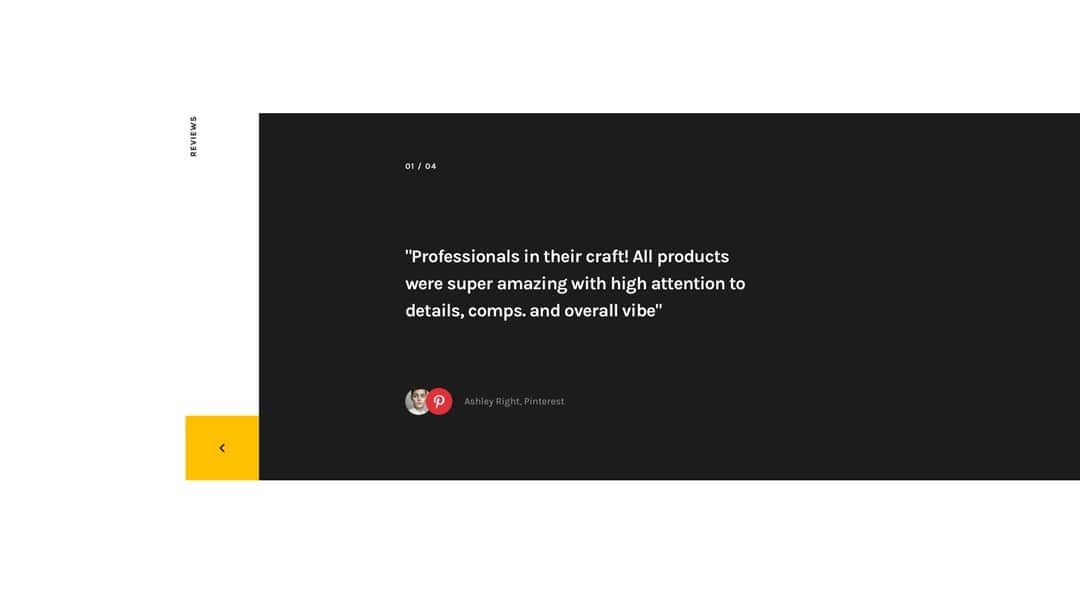 REVIEWS
01 / 04
"Professionals in their craft! All products
were super amazing with high attention to
details, comps. and overall vibe"
Ashley Right, Pinterest